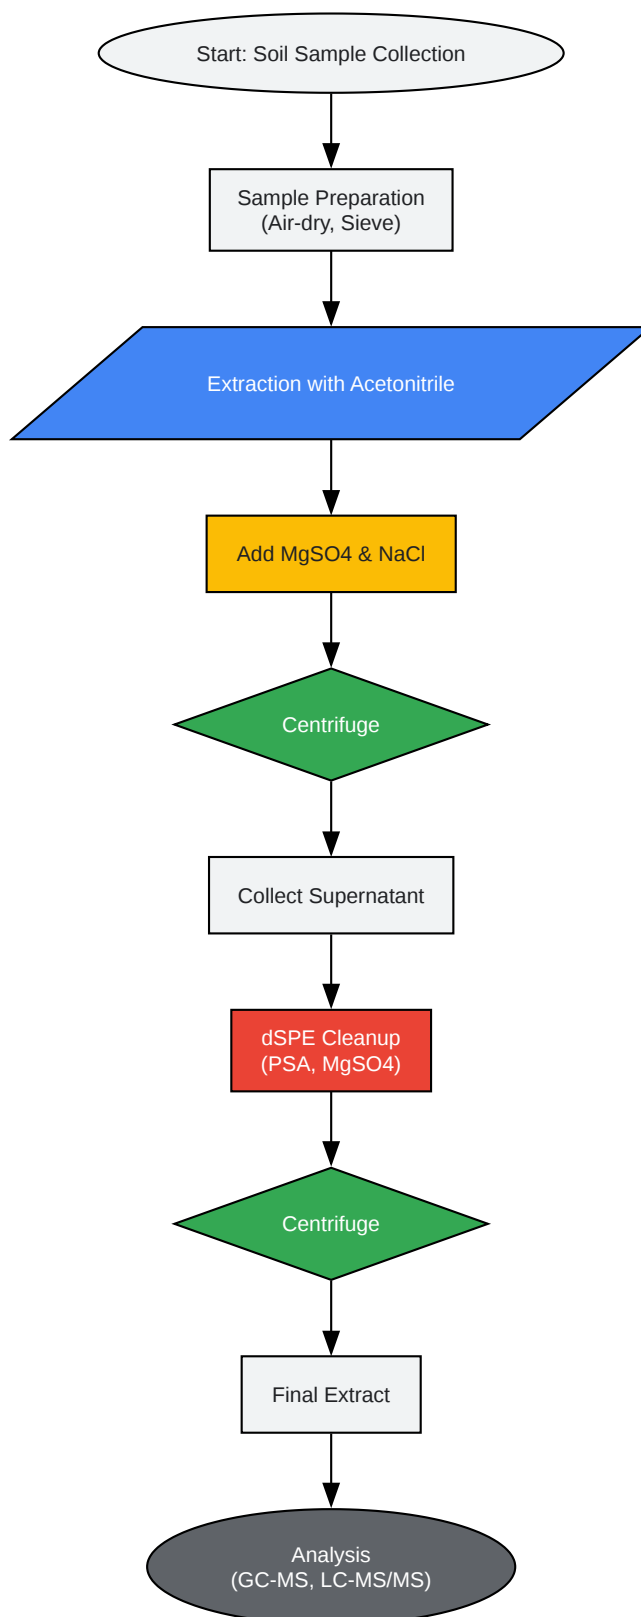 Start: Soil Sample Collection
Sample Preparation
(Air-dry, Sieve)
Extraction with Acetonitrile
Add MgSO4 & NaCl
Centrifuge
Collect Supernatant
dSPE Cleanup
(PSA, MgSO4)
Centrifuge
Final Extract
Analysis
(GC-MS, LC-MS/MS)